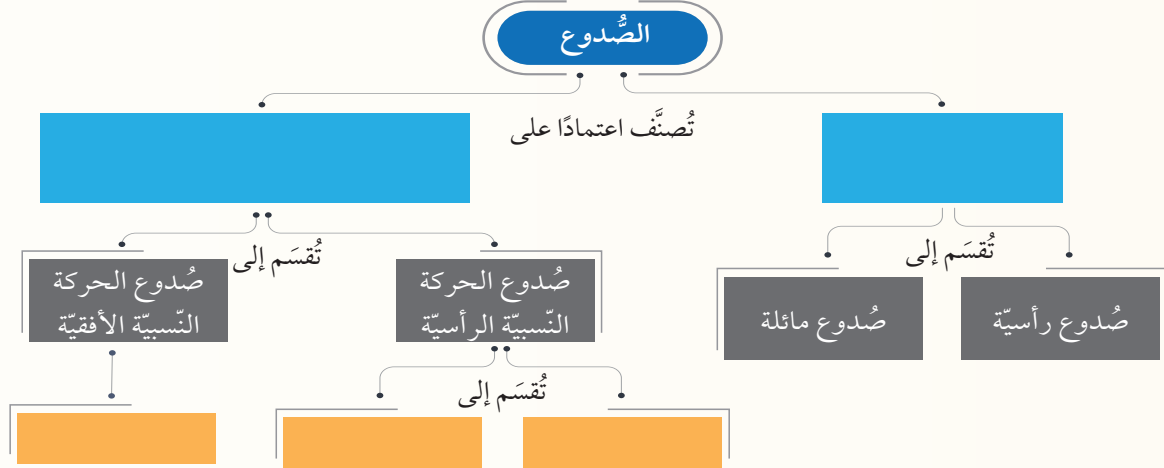 الصُّدوع
تُصنَّف اعتمادًا على
تُقسَم إلى
تُقسَم إلى
صُدوع رأسيّة
صُدوع مائلة
صُدوع الحركة
النّسبيّة الرأسيّة
صُدوع الحركة
النّسبيّة الأفقيّة
تُقسَم إلى